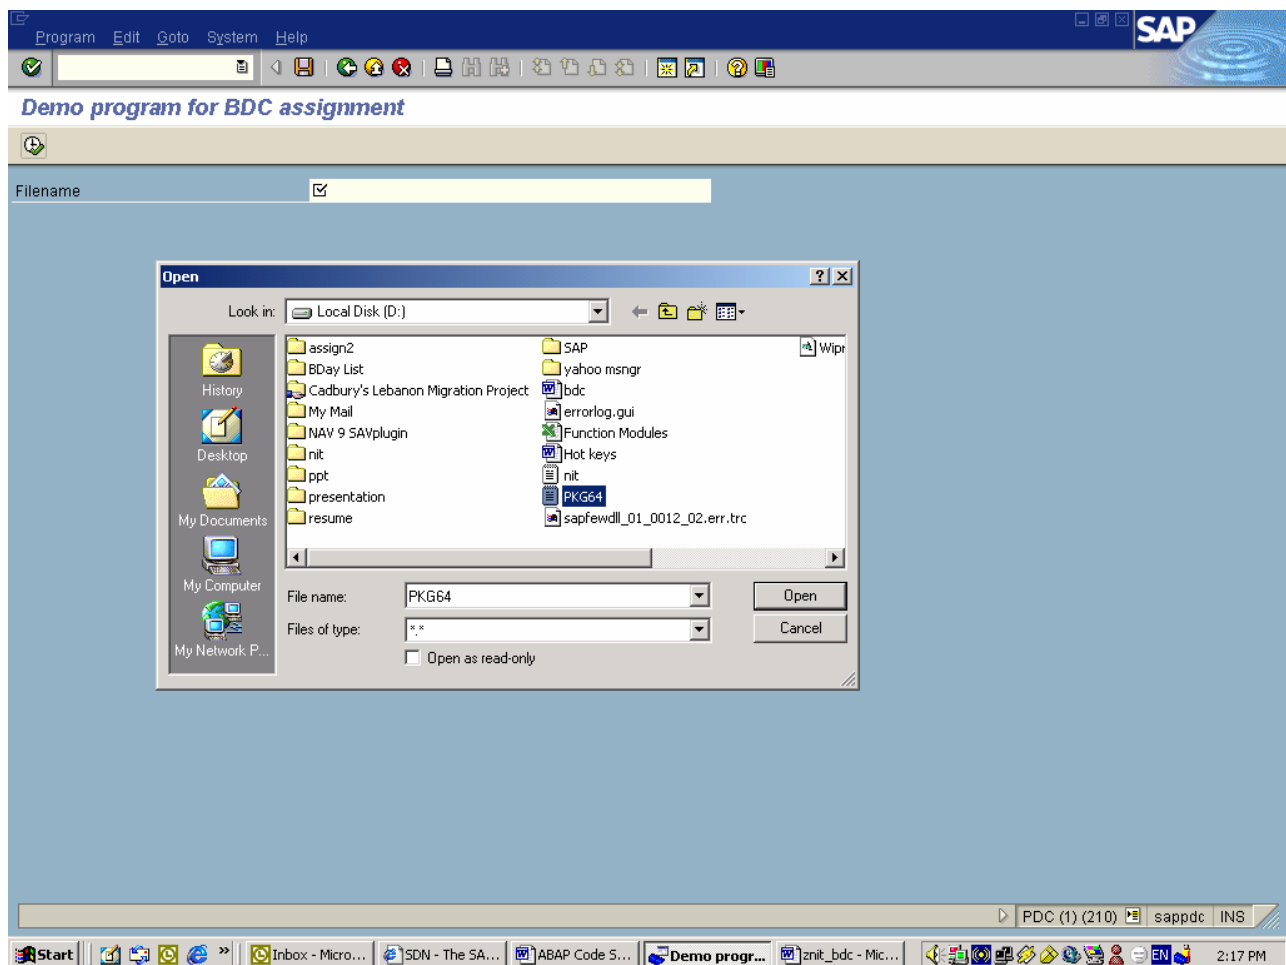 Program Edit Goto System Help
SAP
Demo program for BDC assignment
Filename
Open
Look in: Local Disk (D:)
History
Desktop
My Documents
My Computer
My Network P...
assign2
BDay List
Cadbury's Lebanon Migration Project
My Mail
NAV 9 SAVplugin
nit
ppt
presentation
resume
SAP
yahoo msngr
bdc
errorlog.gui
Function Modules
Hot keys
nit
PKG64
sapfewdll_01_0012_02.err.trc
Wipr
File name: PKG64 Open
Files of type: *.* Cancel
Open as read-only
PDC (1) (210) sappdc INS
Start » Inbox - Micro... SDN - The SA... ABAP Code S... Demo progr... znit_bdc - Mic... EN 2:17 PM